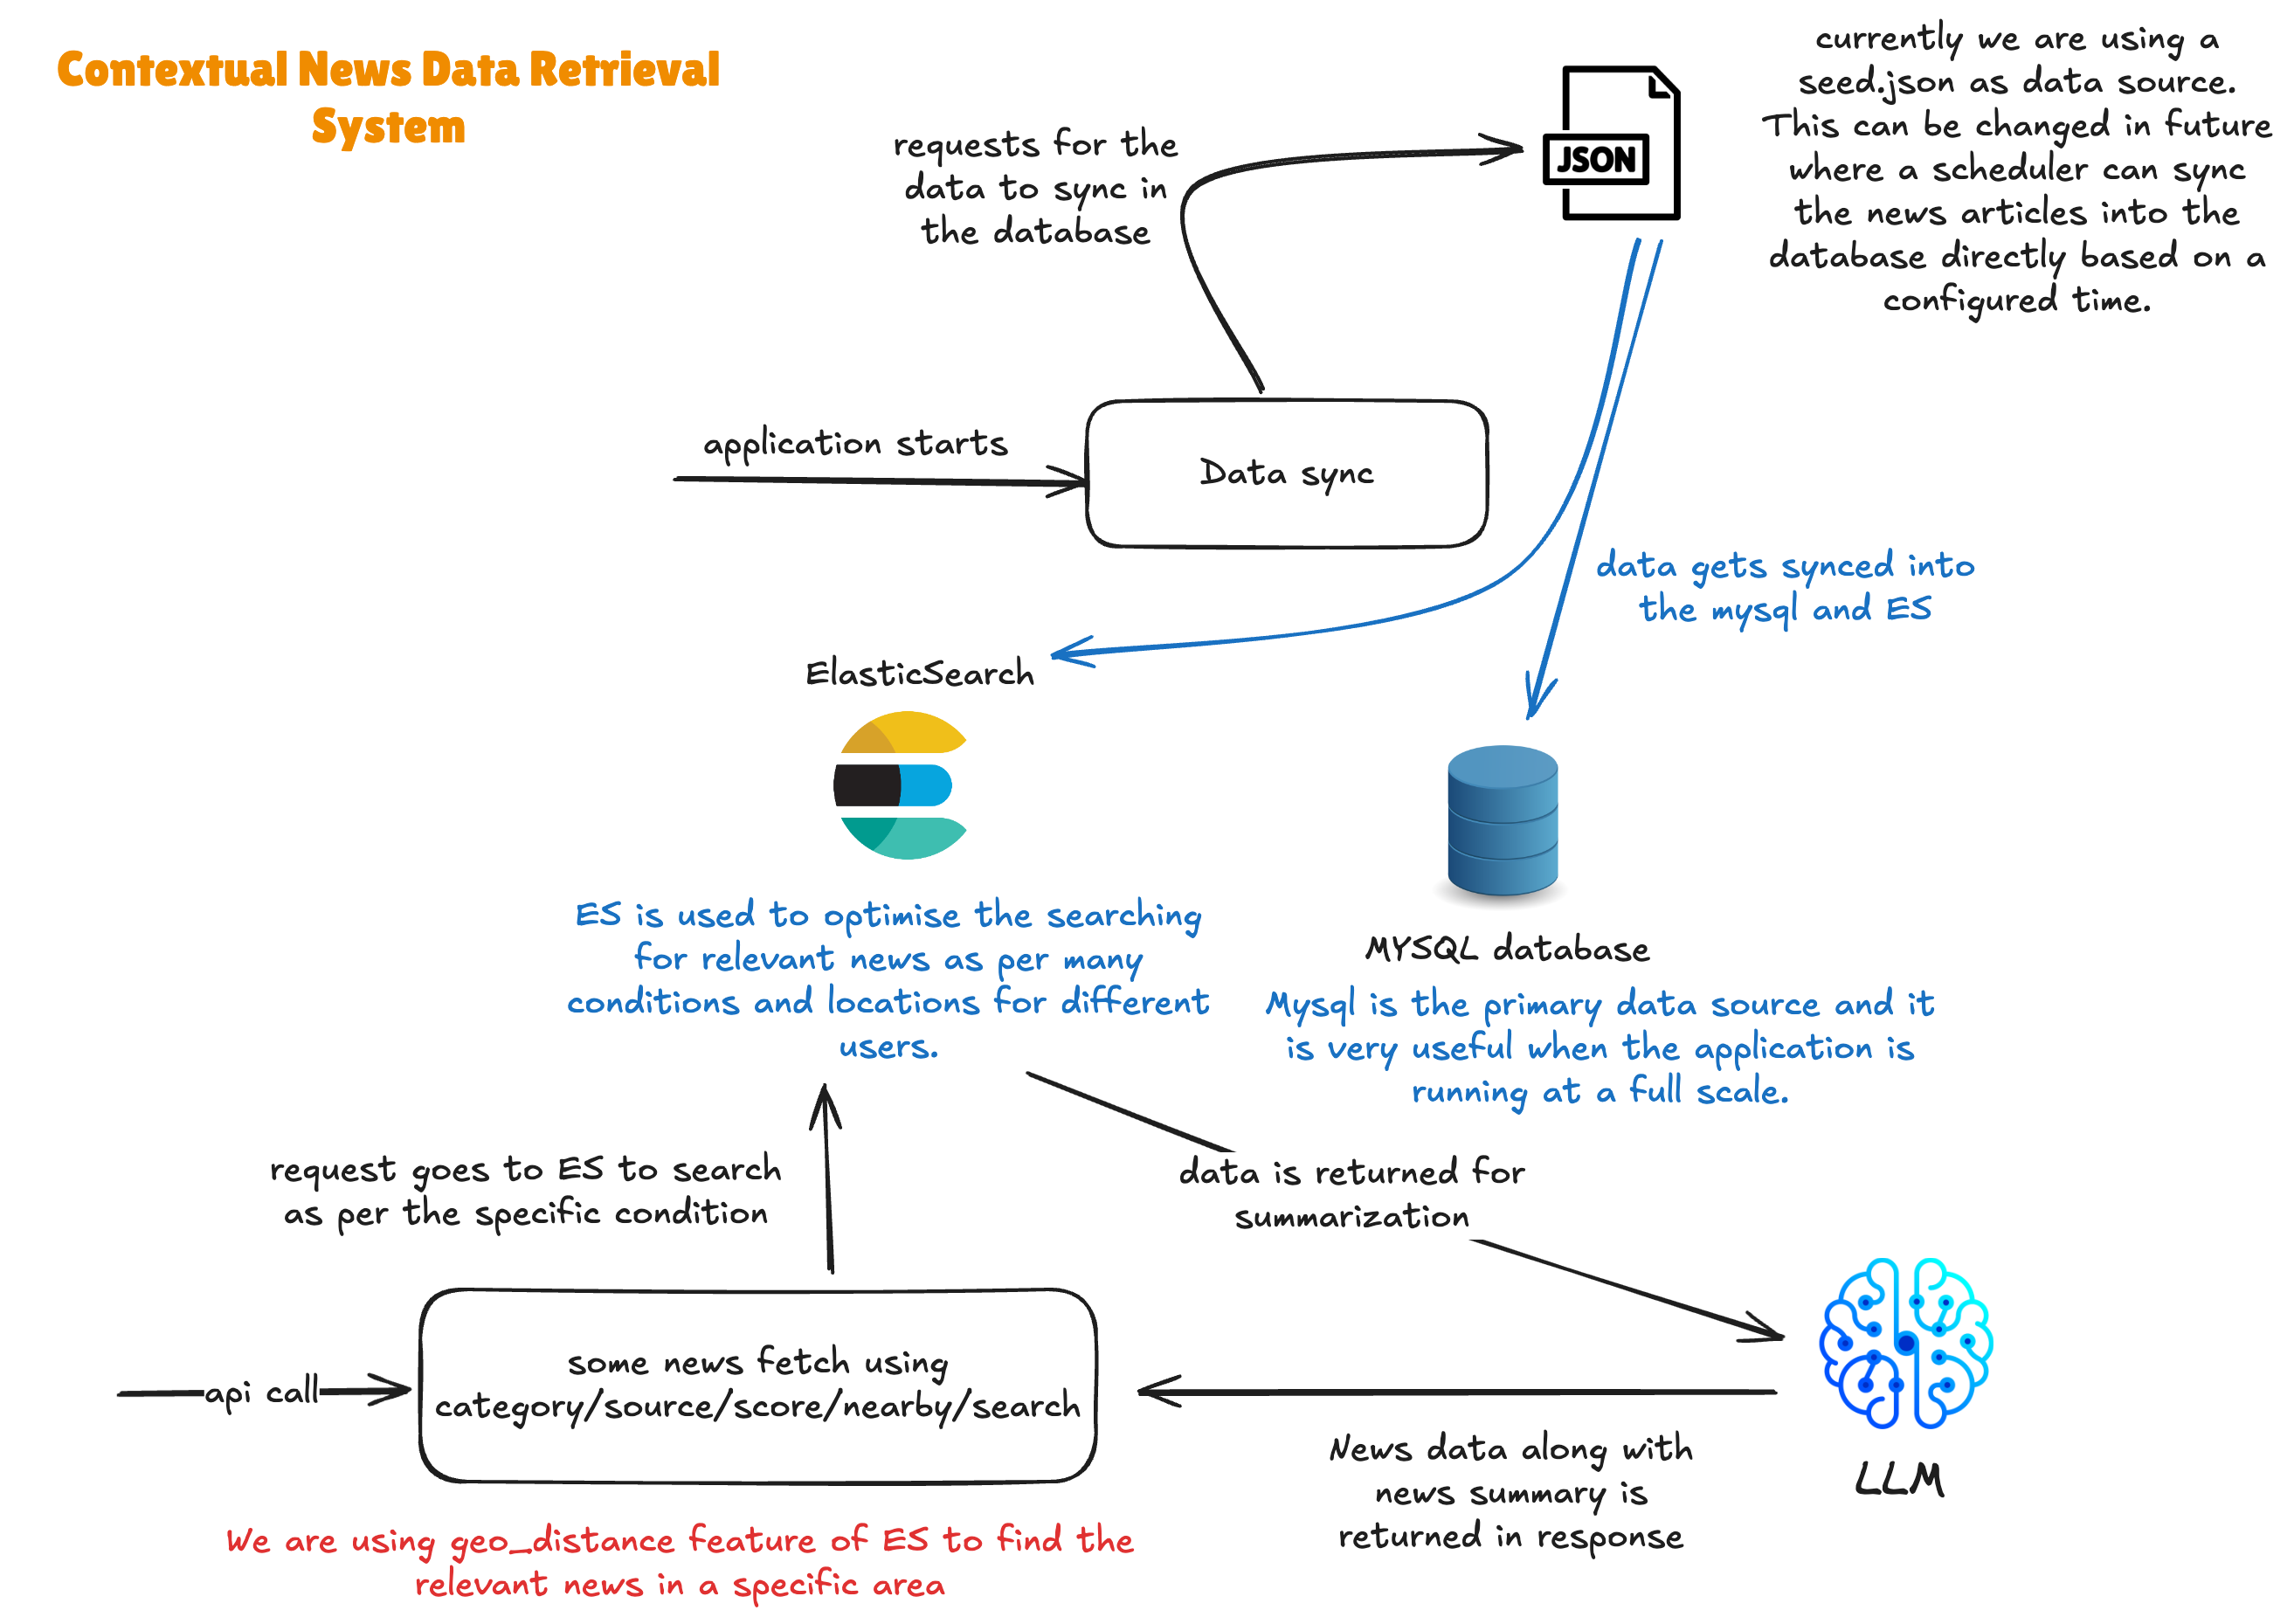 Contextual News Data Retrieval
System
currently we are using a
seed.json as data source.
This can be changed in future
where a scheduler can sync
the news articles into the
database directly based on a
configured time.
JSON
requests for the
data to sync in
the database
application starts
Data sync
data gets synced into
the mysql and ES
ElasticSearch
ES is used to optimise the searching
for relevant news as per many
conditions and locations for different
users.
MYSQL database
Mysql is the primary data source and it
is very useful when the application is
running at a full scale.
request goes to ES to search
as per the specific condition
data is returned for
summarization
api call
some news fetch using
category/source/score/nearby/search
News data along with
news summary is
returned in response
LLM
We are using geo_distance feature of ES to find the
relevant news in a specific area